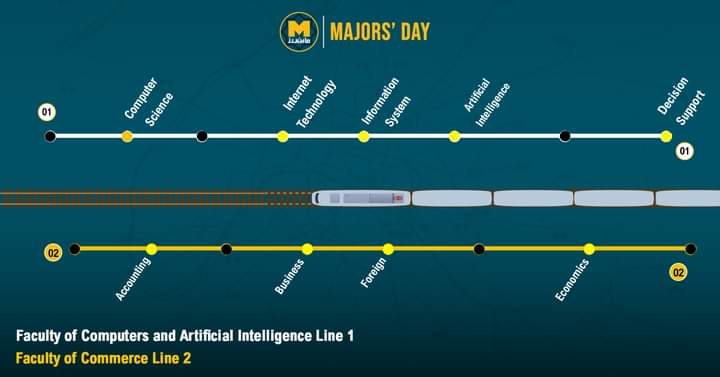 M
MAJORS' DAY
01
Computer
Science
Internet
Technology
Information
System
Artificial
Intelligence
Decision
Support
01
02
Accounting
Business
Foreign
Economics
02
Faculty of Computers and Artificial Intelligence Line 1
Faculty of Commerce Line 2